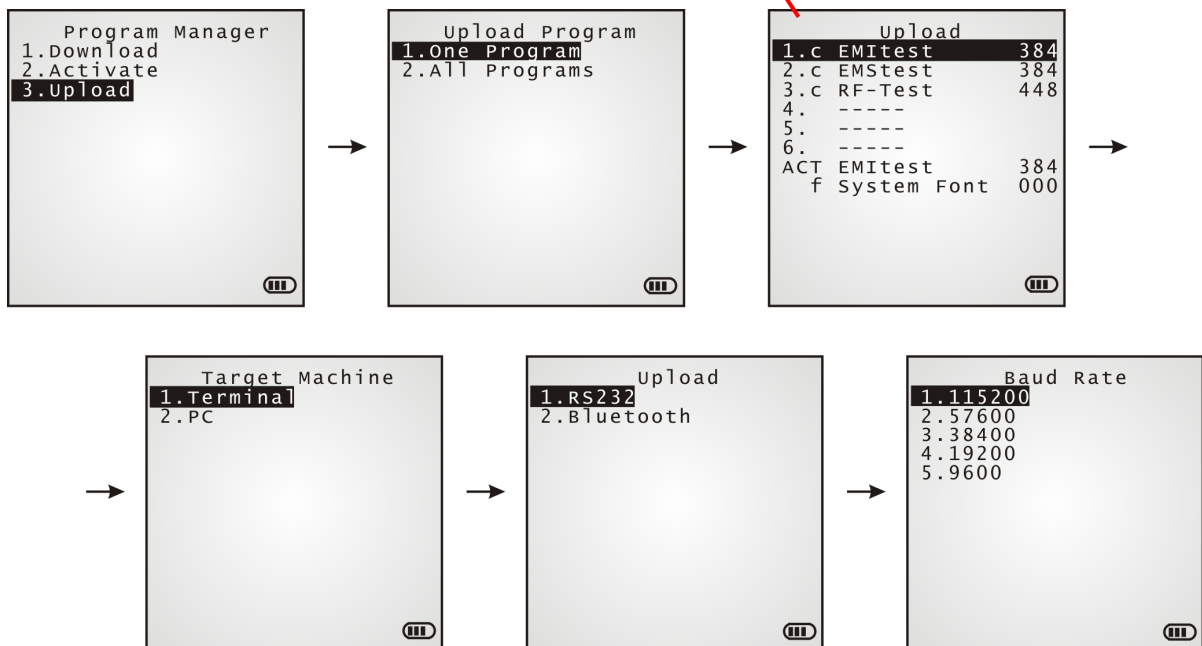 Program Manager
1.Download
2.Activate
3.Upload
Upload Program
1.One Program
2.All Programs
Upload
1.c EMItest 384
2.c EMStest 384
3.c RF-Test 448
4. -----
5. -----
6. -----
ACT EMItest 384
f System Font 000
Target Machine
1.Terminal
2.PC
Upload
1.RS232
2.Bluetooth
Baud Rate
1.115200
2.57600
3.38400
4.19200
5.9600